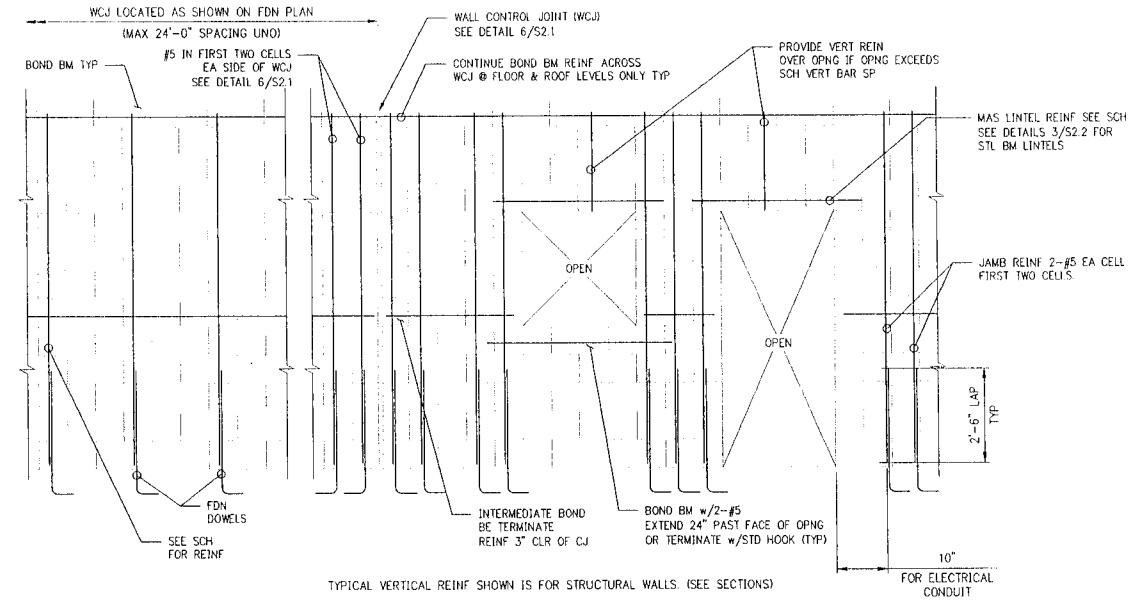 WCJ LOCATED AS SHOWN ON FDN PLAN
(MAX 24'-0" SPACING UNO)
#5 IN FIRST TWO CELLS
EA SIDE OF WCJ
SEE DETAIL 6/S2.1
BOND BM TYP
WALL CONTROL JOINT (WCJ)
SEE DETAIL 6/S2.1
CONTINUE BOND BM REINF ACROSS
WCJ @ FLOOR & ROOF LEVELS ONLY TYP
PROVIDE VERT REIN
OVER OPNG IF OPNG EXCEEDS
SCH VERT BAR SP
MAS LINTEL REINF SEE SCH
SEE DETAILS 3/S2.2 FOR
STL BM LINTELS
OPEN
OPEN
JAMB REINF 2-#5 EA CELL
FIRST TWO CELLS.
2'-6" LAP
TYP
FDN
DOWELS
SEE SCH
FOR REINF
INTERMEDIATE BOND
BE TERMINATE
REINF 3" CLR OF CJ
BOND BM w/2-#5
EXTEND 24" PAST FACE OF OPNG
OR TERMINATE w/STD HOOK (TYP)
10"
FOR ELECTRICAL
CONDUIT
TYPICAL VERTICAL REINF SHOWN IS FOR STRUCTURAL WALLS. (SEE SECTIONS)